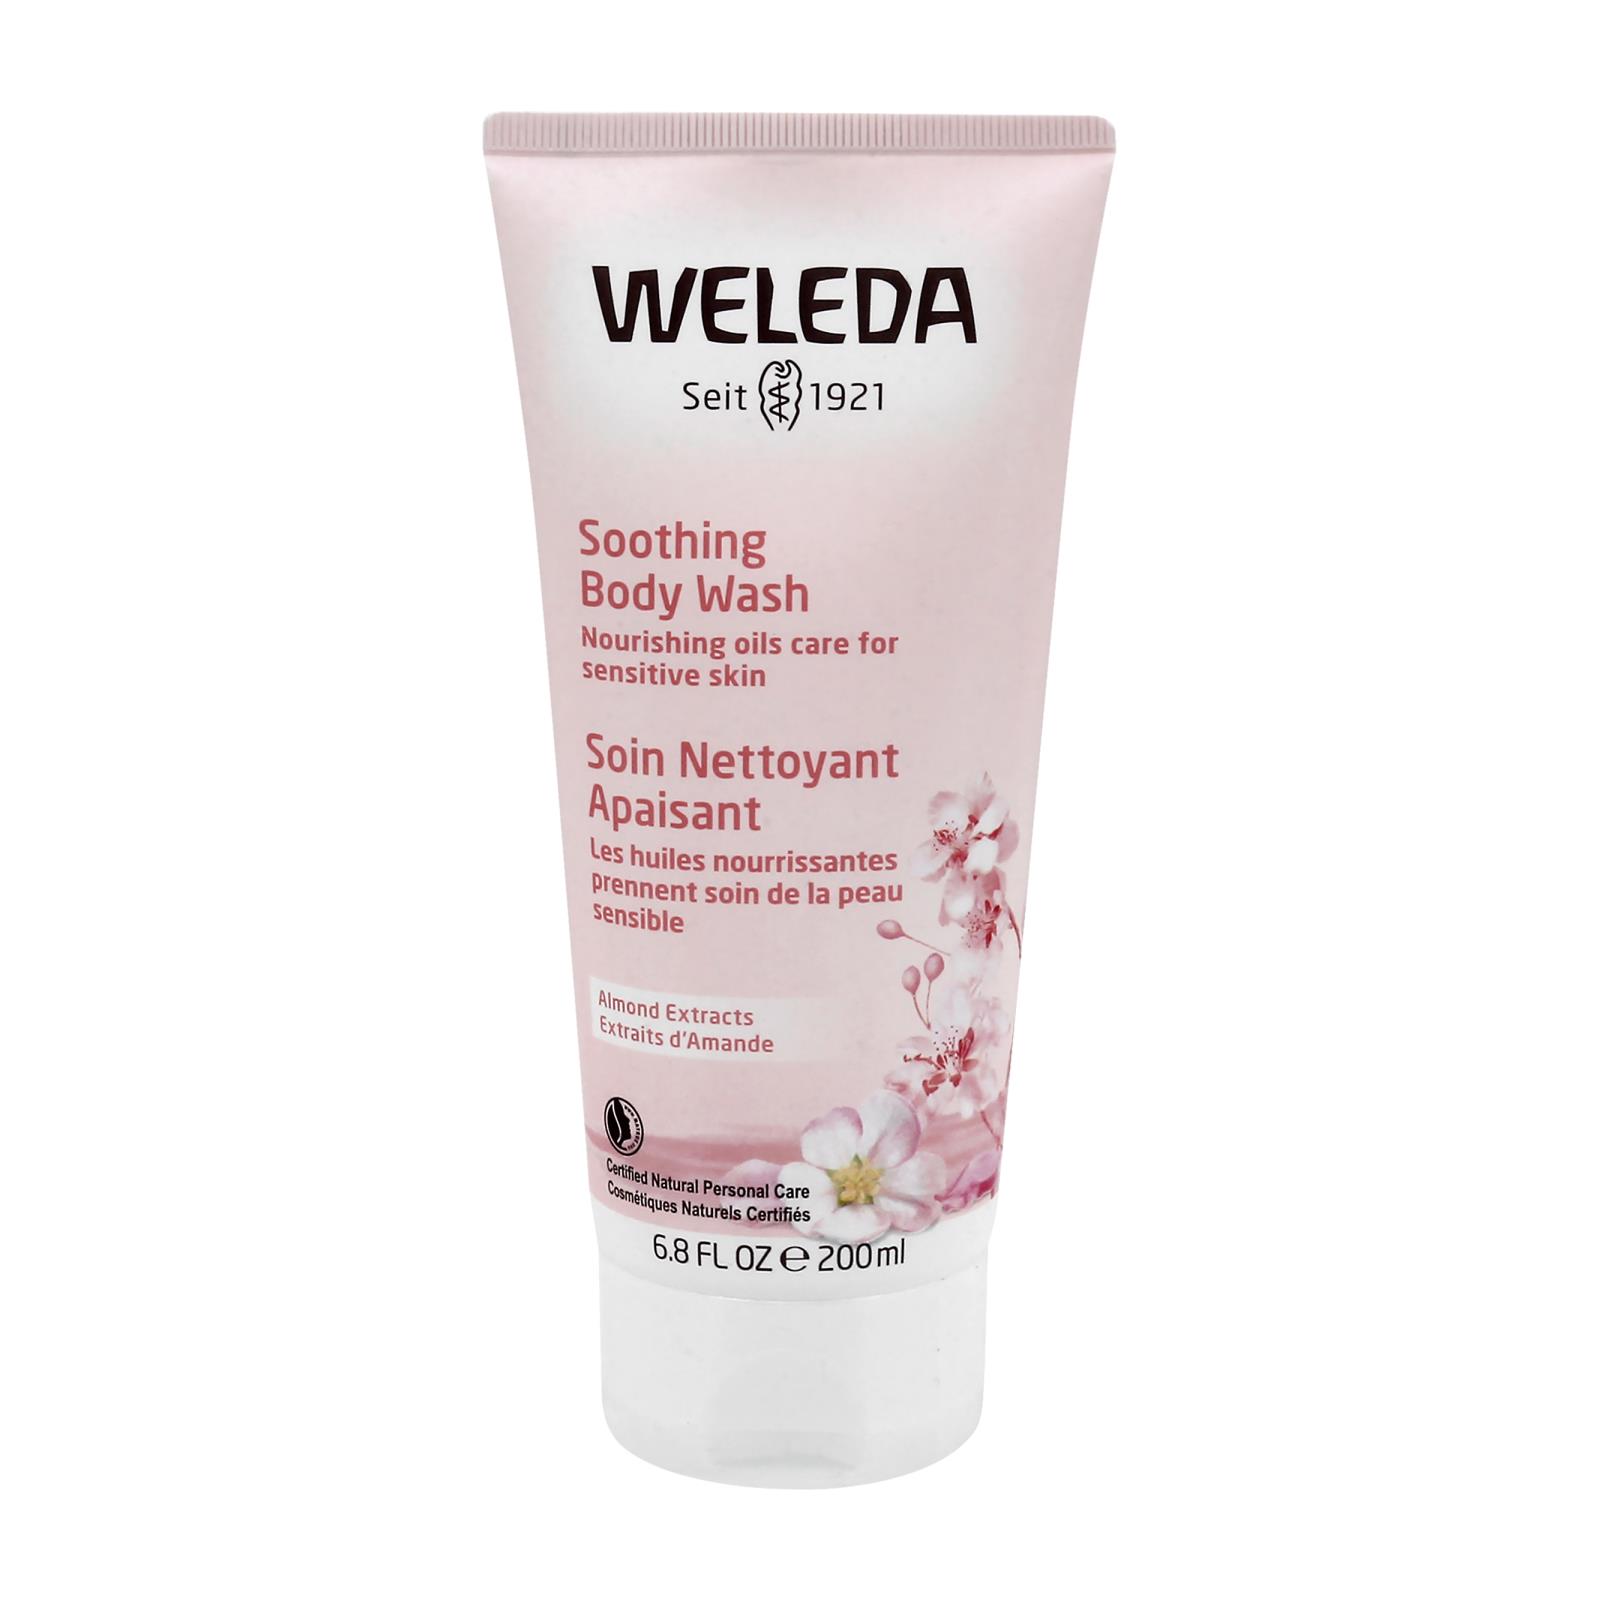 WELEDA
Seit 1921
Soothing
Body Wash
Nourishing oils care for
sensitive skin
Soin Nettoyant
Apaisant
Les huiles nourrissantes
prennent soin de la peau
sensible
Almond Extracts
Extraits d'Amande
Certified Natural Personal Care
Cosmétiques Naturels Certifiés
6.8 FL OZ e 200 ml